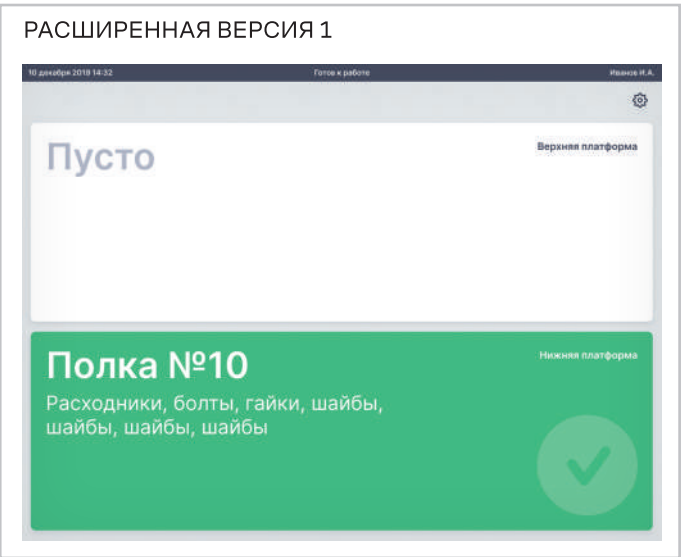 РАСШИРЕННАЯ ВЕРСИЯ 1
10 декабря 2019 14:32
Готов к работе
Иванов И.А.
Пусто
Верхняя платформа
Полка №10
Нижняя платформа
Расходники, болты, гайки, шайбы,
шайбы, шайбы, шайбы